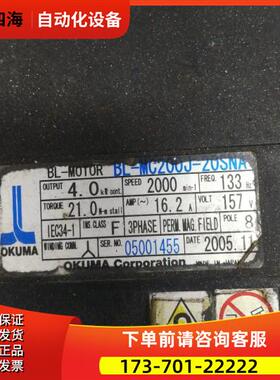 四海 自动化设备
BL-MOTOR BL-MC200J-20SNA
OUTPUT 4.0 kW cont. SPEED 2000 min-1 FREQ. 133 Hz
TORQUE 21.0 N-m stall AMP(~) 16.2 A VOLT 157 V
IEC34-1 INS.CLASS F 3PHASE PERM. MAG. FIELD POLE 8
WINDING CONN. SER.NO. 05001455 DATE 2005.11
OKUMA
OKUMA Corporation
下单前请咨询客服
173-701-22222